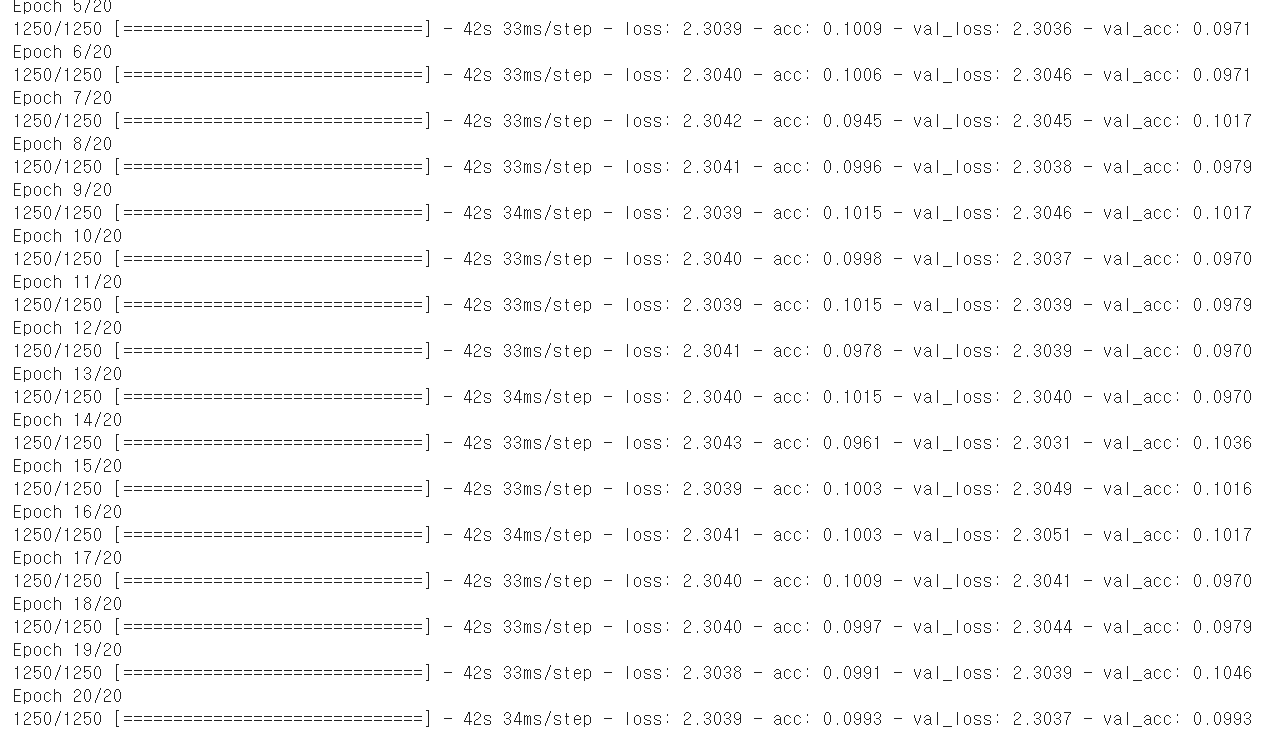 Epoch 5/20
1250/1250 [==============================] - 42s 33ms/step - loss: 2.3039 - acc: 0.1009 - val_loss: 2.3036 - val_acc: 0.0971
Epoch 6/20
1250/1250 [==============================] - 42s 33ms/step - loss: 2.3040 - acc: 0.1006 - val_loss: 2.3046 - val_acc: 0.0971
Epoch 7/20
1250/1250 [==============================] - 42s 33ms/step - loss: 2.3042 - acc: 0.0945 - val_loss: 2.3045 - val_acc: 0.1017
Epoch 8/20
1250/1250 [==============================] - 42s 33ms/step - loss: 2.3041 - acc: 0.0996 - val_loss: 2.3038 - val_acc: 0.0979
Epoch 9/20
1250/1250 [==============================] - 42s 34ms/step - loss: 2.3039 - acc: 0.1015 - val_loss: 2.3046 - val_acc: 0.1017
Epoch 10/20
1250/1250 [==============================] - 42s 33ms/step - loss: 2.3040 - acc: 0.0998 - val_loss: 2.3037 - val_acc: 0.0970
Epoch 11/20
1250/1250 [==============================] - 42s 33ms/step - loss: 2.3039 - acc: 0.1015 - val_loss: 2.3039 - val_acc: 0.0979
Epoch 12/20
1250/1250 [==============================] - 42s 33ms/step - loss: 2.3041 - acc: 0.0978 - val_loss: 2.3039 - val_acc: 0.0970
Epoch 13/20
1250/1250 [==============================] - 42s 34ms/step - loss: 2.3040 - acc: 0.1015 - val_loss: 2.3040 - val_acc: 0.0970
Epoch 14/20
1250/1250 [==============================] - 42s 33ms/step - loss: 2.3043 - acc: 0.0961 - val_loss: 2.3031 - val_acc: 0.1036
Epoch 15/20
1250/1250 [==============================] - 42s 33ms/step - loss: 2.3039 - acc: 0.1003 - val_loss: 2.3049 - val_acc: 0.1016
Epoch 16/20
1250/1250 [==============================] - 42s 34ms/step - loss: 2.3041 - acc: 0.1003 - val_loss: 2.3051 - val_acc: 0.1017
Epoch 17/20
1250/1250 [==============================] - 42s 33ms/step - loss: 2.3040 - acc: 0.1009 - val_loss: 2.3041 - val_acc: 0.0970
Epoch 18/20
1250/1250 [==============================] - 42s 33ms/step - loss: 2.3040 - acc: 0.0997 - val_loss: 2.3044 - val_acc: 0.0979
Epoch 19/20
1250/1250 [==============================] - 42s 33ms/step - loss: 2.3038 - acc: 0.0991 - val_loss: 2.3039 - val_acc: 0.1046
Epoch 20/20
1250/1250 [==============================] - 42s 34ms/step - loss: 2.3039 - acc: 0.0993 - val_loss: 2.3037 - val_acc: 0.0993